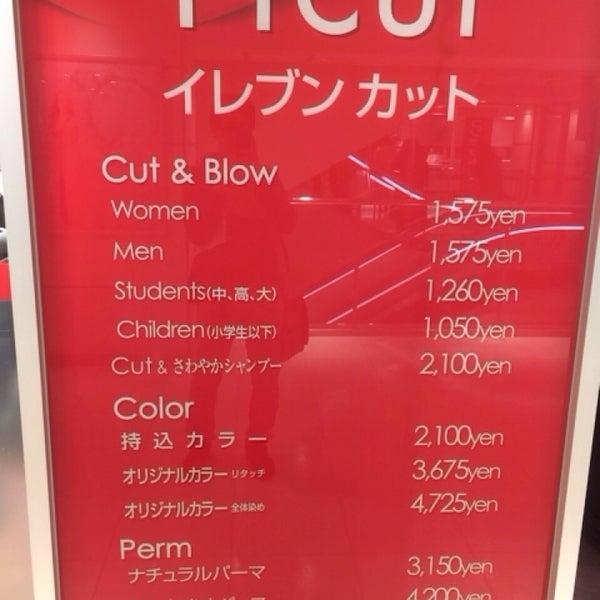 11CUT
イレブン カット
Cut & Blow
Women 1,575yen
Men 1,575yen
Students(中、高、大) 1,260yen
Children(小学生以下) 1,050yen
Cut & さわやかシャンプー 2,100yen
Color
持込カラー 2,100yen
オリジナルカラー リタッチ 3,675yen
オリジナルカラー 全体染め 4,725yen
Perm
ナチュラルパーマ 3,150yen
4,200yen